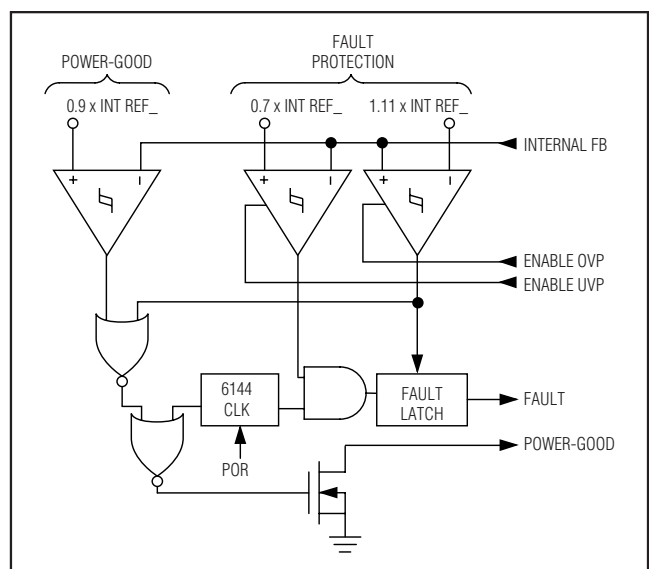 POWER-GOOD
FAULT
PROTECTION
0.9 x INT REF_
0.7 x INT REF_
1.11 x INT REF_
INTERNAL FB
+
−
+
−
+
−
ENABLE OVP
ENABLE UVP
6144
CLK
FAULT
LATCH
FAULT
POR
POWER-GOOD